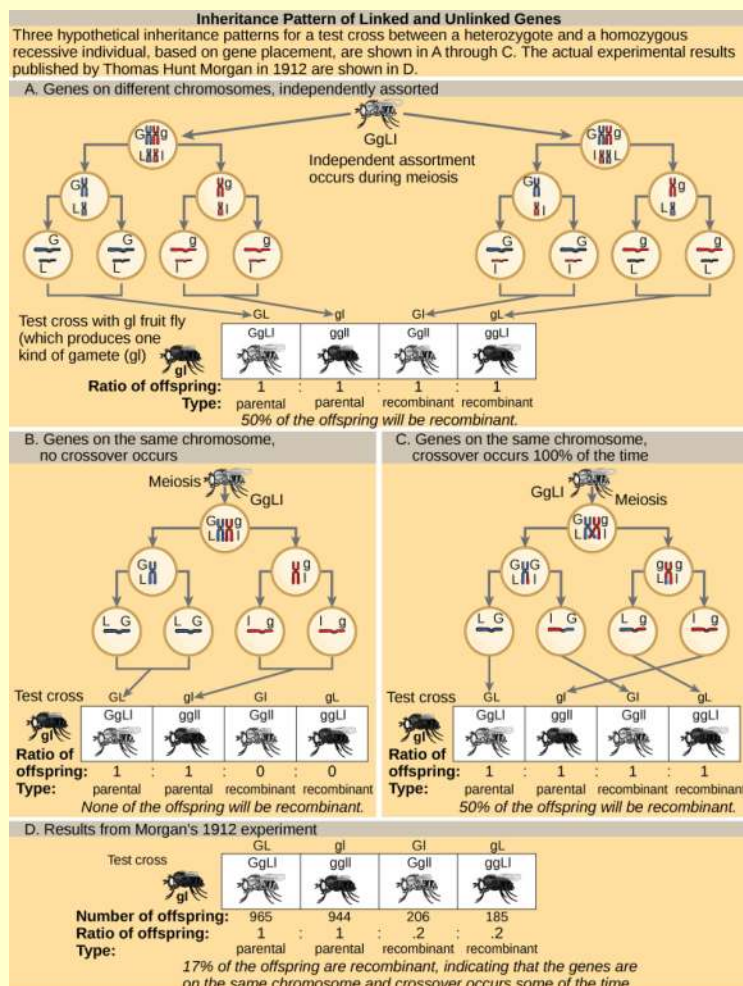 Inheritance Pattern of Linked and Unlinked Genes
Three hypothetical inheritance patterns for a test cross between a heterozygote and a homozygous
recessive individual, based on gene placement, are shown in A through C. The actual experimental results
published by Thomas Hunt Morgan in 1912 are shown in D.
A. Genes on different chromosomes, independently assorted
GgLl
Independent assortment
occurs during meiosis
G g
L l
G g
l L
G
L
g
l
G
l
g
L
G
L
G
L
g
l
g
l
G
l
G
l
g
L
g
L
GL gl Gl gL
Test cross with gl fruit fly
(which produces one
kind of gamete (gl)
gl
GgLl ggll Ggll ggLl
Ratio of offspring: 1 : 1 : 1 : 1
Type: parental parental recombinant recombinant
50% of the offspring will be recombinant.
B. Genes on the same chromosome,
no crossover occurs
Meiosis
GgLl
G g
L l
G
L
g
l
L G
L G
l g
l g
Test cross GL gl Gl gL
gl
GgLl ggll Ggll ggLl
Ratio of
offspring: 1 : 1 : 0 : 0
Type: parental parental recombinant recombinant
None of the offspring will be recombinant.
C. Genes on the same chromosome,
crossover occurs 100% of the time
GgLl
Meiosis
G g
L l
G G
L l
g g
L l
L G
l G
L g
l g
Test cross GL gl Gl gL
gl
GgLl ggll Ggll ggLl
Ratio of
offspring: 1 : 1 : 1 : 1
Type: parental parental recombinant recombinant
50% of the offspring will be recombinant.
D. Results from Morgan's 1912 experiment
GL gl Gl gL
Test cross
gl
GgLl ggll Ggll ggLl
Number of offspring: 965 944 206 185
Ratio of offspring: 1 : 1 : .2 : .2
Type: parental parental recombinant recombinant
17% of the offspring are recombinant, indicating that the genes are
on the same chromosome and crossover occurs some of the time